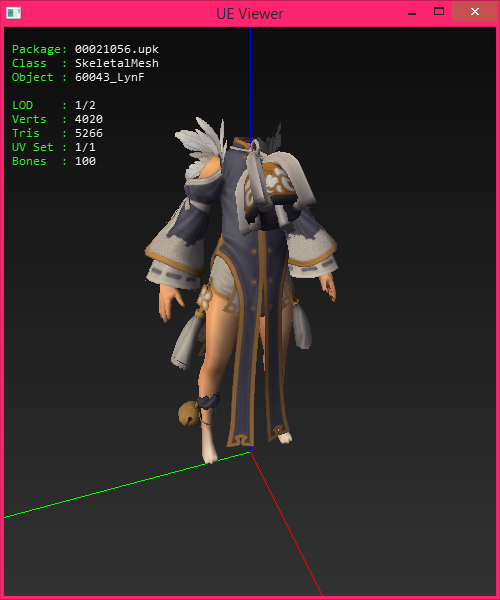 UE Viewer
Package: 00021056.upk
Class  : SkeletalMesh
Object : 60043_LynF
LOD    : 1/2
Verts  : 4020
Tris   : 5266
UV Set : 1/1
Bones  : 100